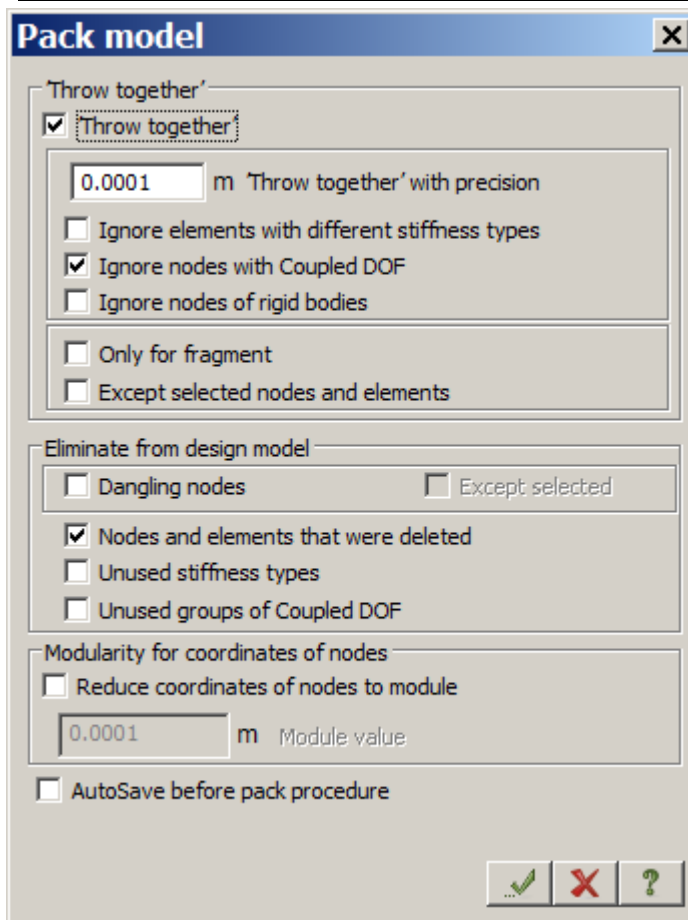 Pack model
'Throw together'
'Throw together'
0.0001 m 'Throw together' with precision
Ignore elements with different stiffness types
Ignore nodes with Coupled DOF
Ignore nodes of rigid bodies
Only for fragment
Except selected nodes and elements
Eliminate from design model
Dangling nodes Except selected
Nodes and elements that were deleted
Unused stiffness types
Unused groups of Coupled DOF
Modularity for coordinates of nodes
Reduce coordinates of nodes to module
0.0001 m Module value
AutoSave before pack procedure
?